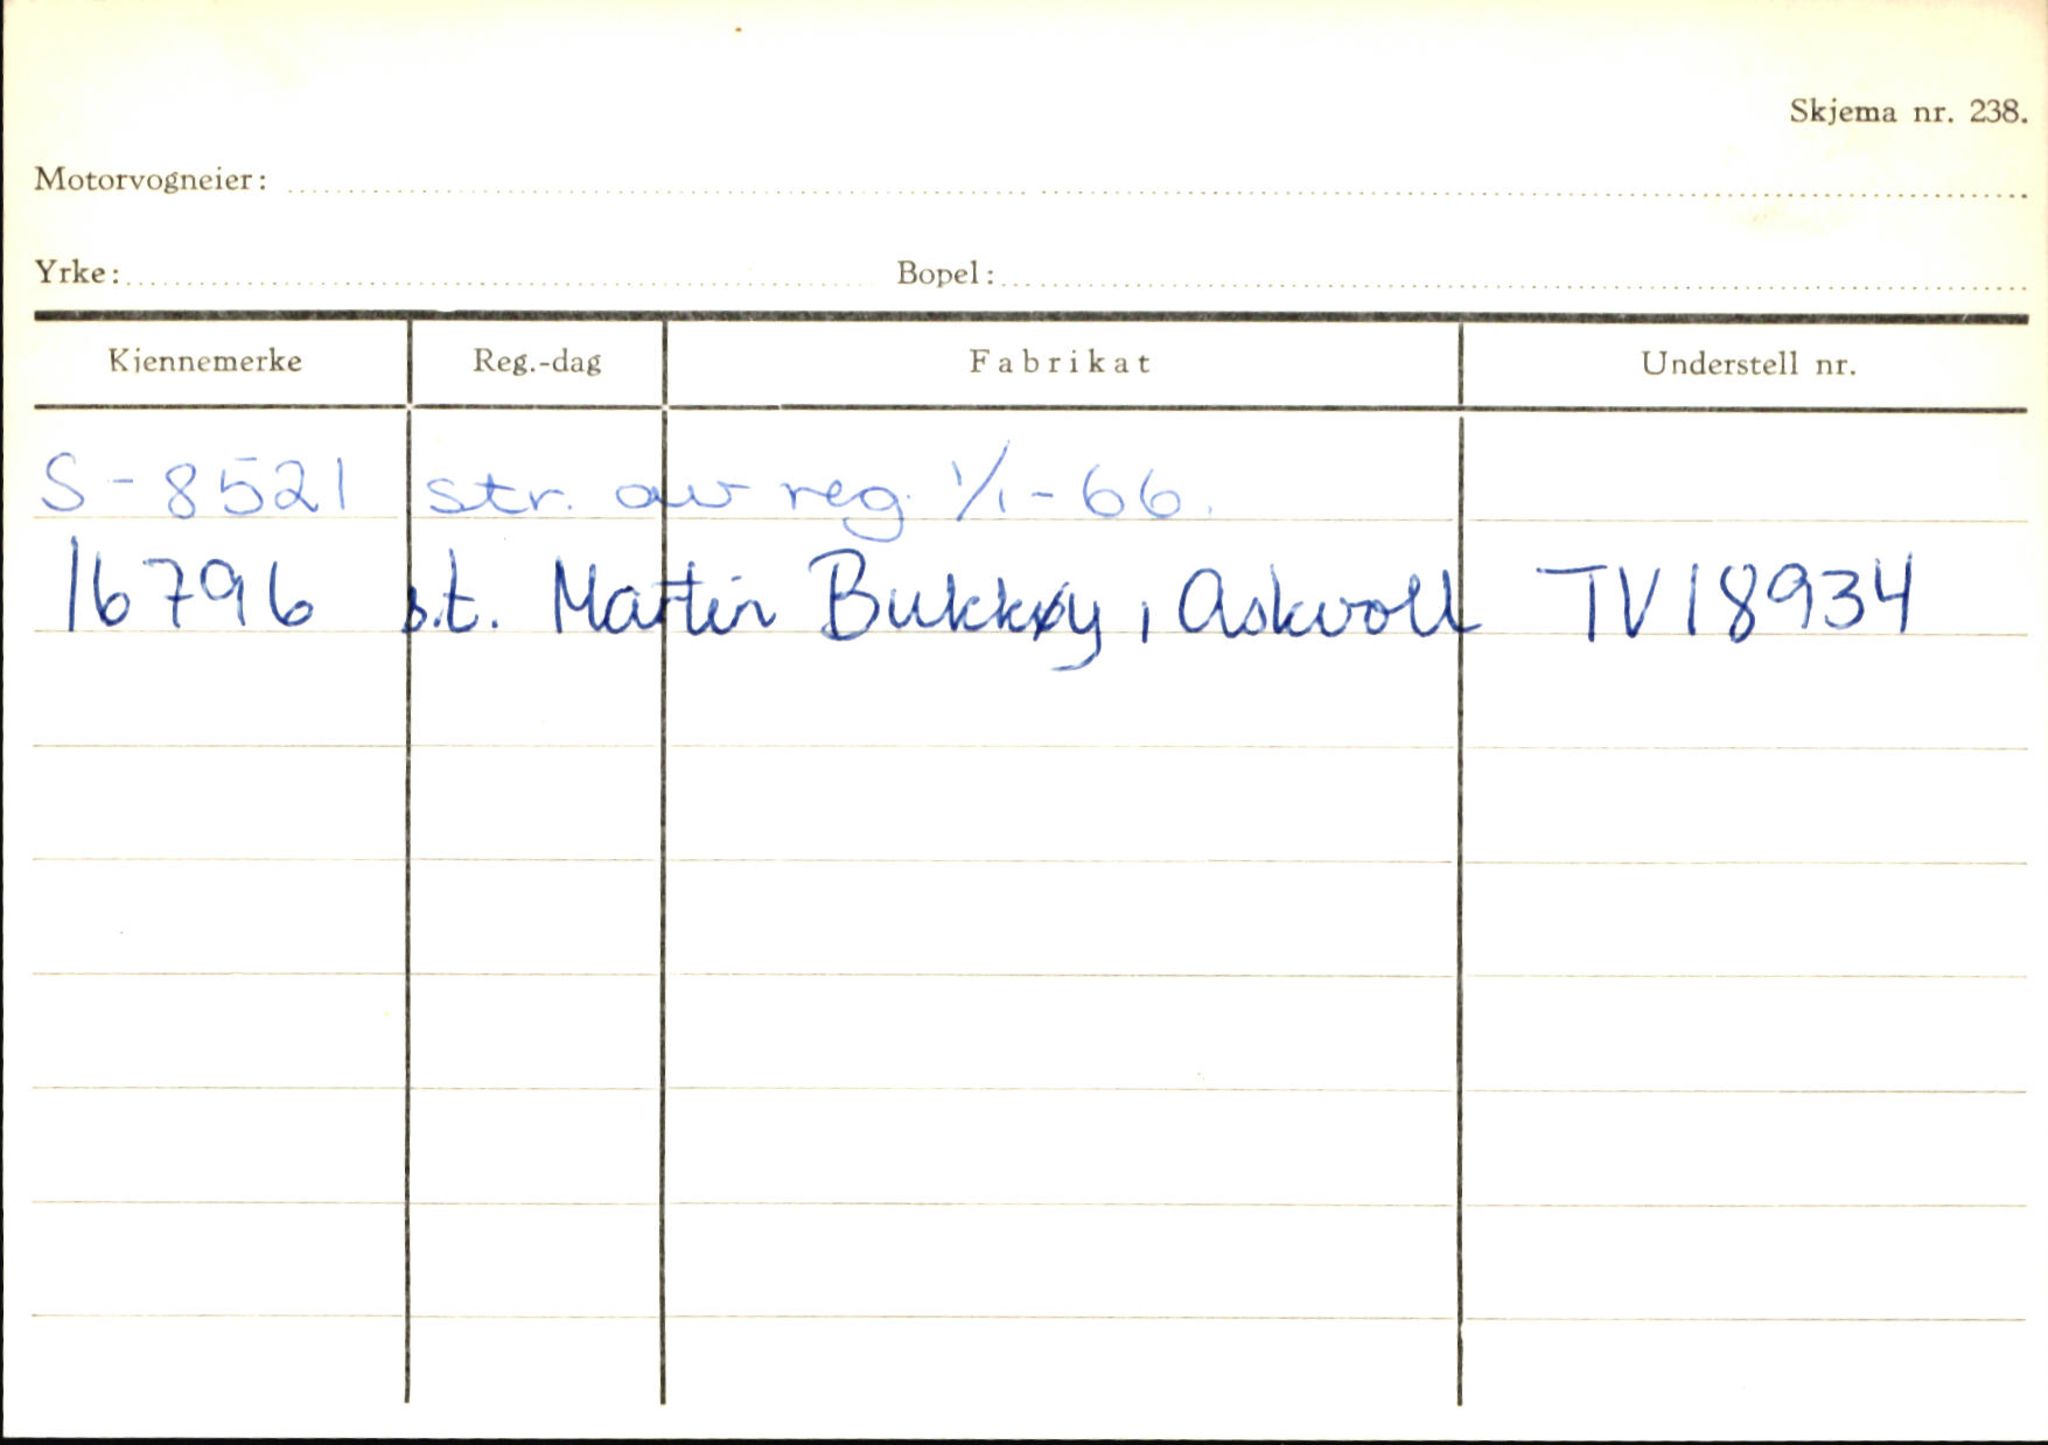 Skjema nr. 238.
Motorvogneier:
Yrke: Bopel:
Kjennemerke Reg.-dag Fabrikat Understell nr.
S-8521 str. av reg. 1/1-66.
16796 s.t. Martin Bukkøy, Askvoll TV18934